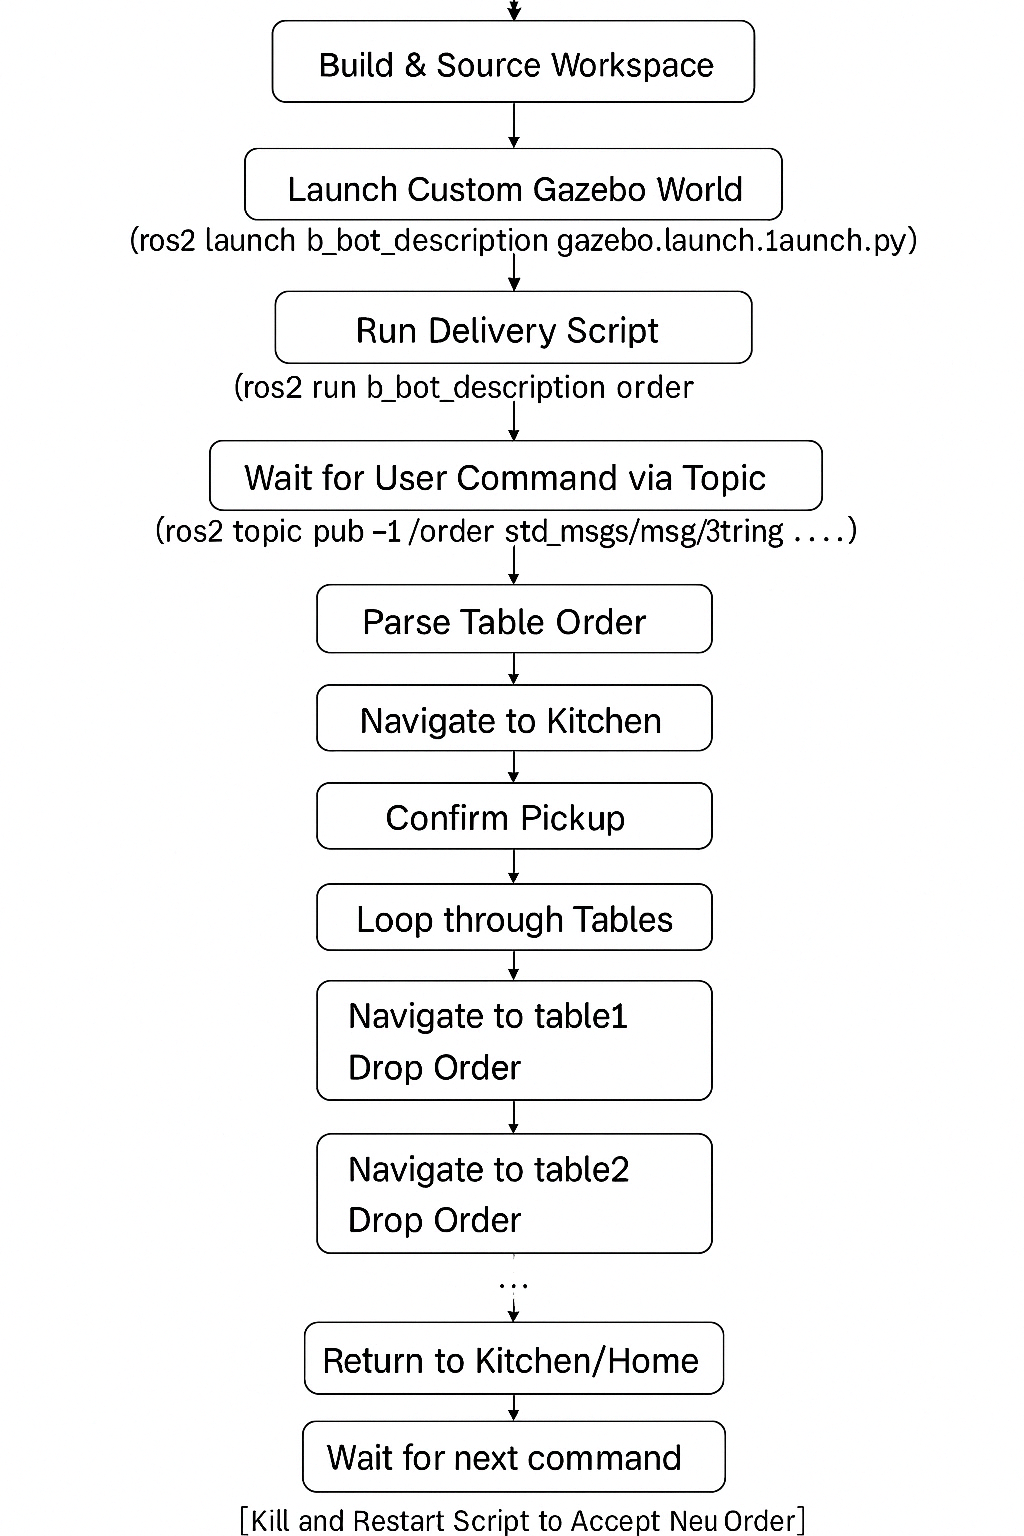 Build & Source Workspace
Launch Custom Gazebo World
(ros2 launch b_bot_description gazebo.launch.1aunch.py)
Run Delivery Script
(ros2 run b_bot_description order
Wait for User Command via Topic
(ros2 topic pub –1 /order std_msgs/msg/3tring ....)
Parse Table Order
Navigate to Kitchen
Confirm Pickup
Loop through Tables
Navigate to table1
Drop Order
Navigate to table2
Drop Order
...
Return to Kitchen/Home
Wait for next command
[Kill and Restart Script to Accept Neu Order]